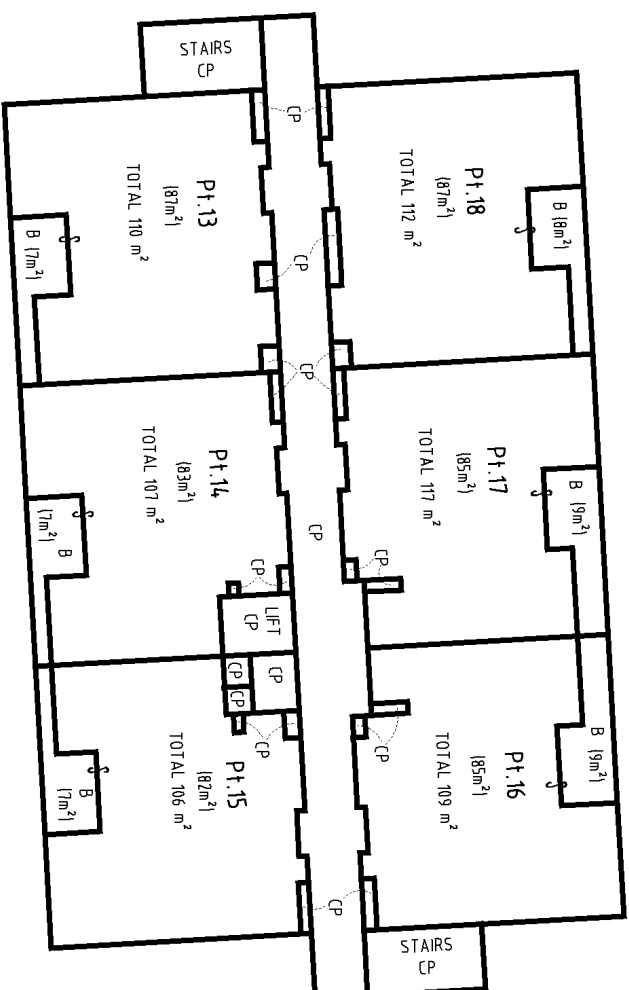 STAIRS
CP
CP
Pt.18
(87m²)
TOTAL 112 m²
B (8m²)
Pt.13
(87m²)
TOTAL 110 m²
B (7m²)
CP
CP
Pt.17
(85m²)
TOTAL 117 m²
B (9m²)
Pt.14
(83m²)
TOTAL 107 m²
B
(7m²)
CP
CP
CP
LIFT
CP
CP
CP
CP
CP
CP
Pt.16
(85m²)
TOTAL 109 m²
B
(9m²)
Pt.15
(82m²)
TOTAL 106 m²
B
(7m²)
CP
STAIRS
CP